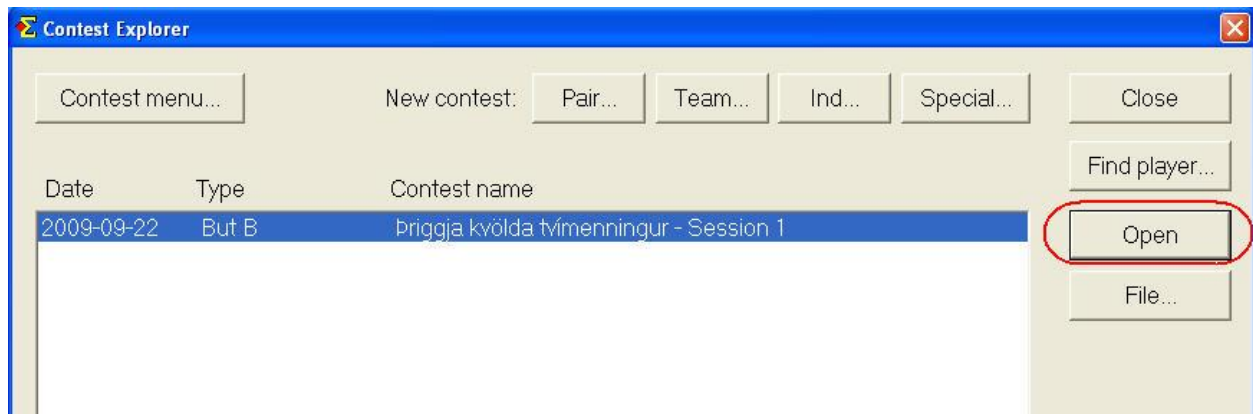 Contest Explorer
Contest menu... New contest: Pair... Team... Ind... Special... Close
Find player...
Date Type Contest name
2009-09-22 But B Þriggja kvölda tvímenningur - Session 1
Open
File...